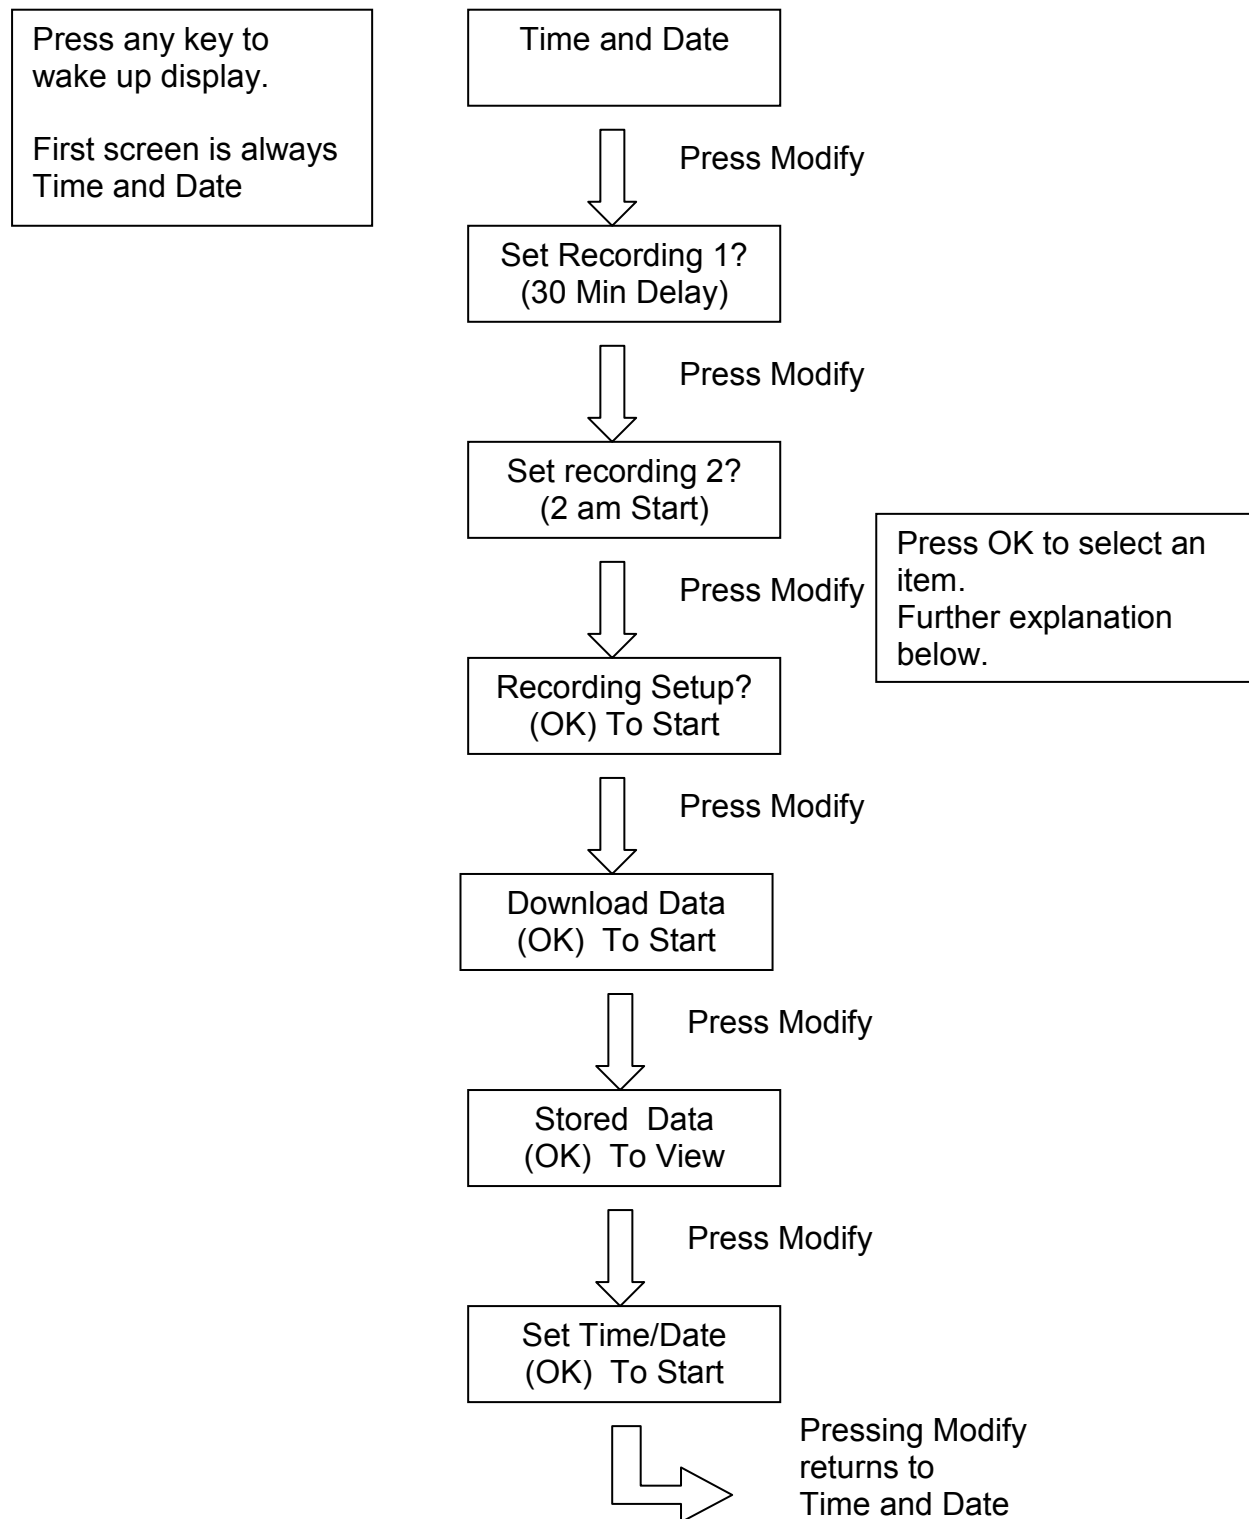 Press any key to
wake up display.
First screen is always
Time and Date
Time and Date
Press Modify
Set Recording 1?
(30 Min Delay)
Press Modify
Set recording 2?
(2 am Start)
Press Modify
Press OK to select an
item.
Further explanation
below.
Recording Setup?
(OK) To Start
Press Modify
Download Data
(OK)  To Start
Press Modify
Stored  Data
(OK)  To View
Press Modify
Set Time/Date
(OK)  To Start
Pressing Modify
returns to
Time and Date